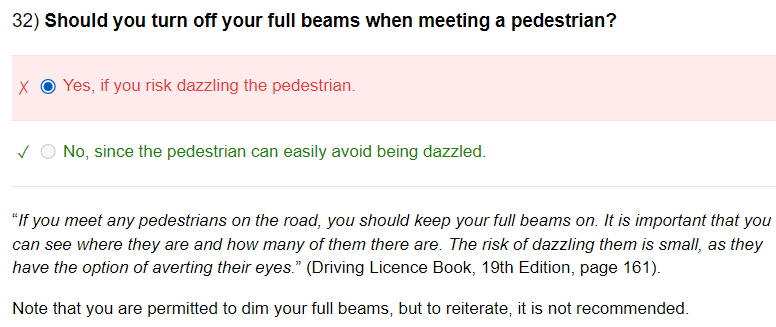 32) Should you turn off your full beams when meeting a pedestrian?
✗ Yes, if you risk dazzling the pedestrian.
✓ No, since the pedestrian can easily avoid being dazzled.
“If you meet any pedestrians on the road, you should keep your full beams on. It is important that you
can see where they are and how many of them there are. The risk of dazzling them is small, as they
have the option of averting their eyes.” (Driving Licence Book, 19th Edition, page 161).
Note that you are permitted to dim your full beams, but to reiterate, it is not recommended.